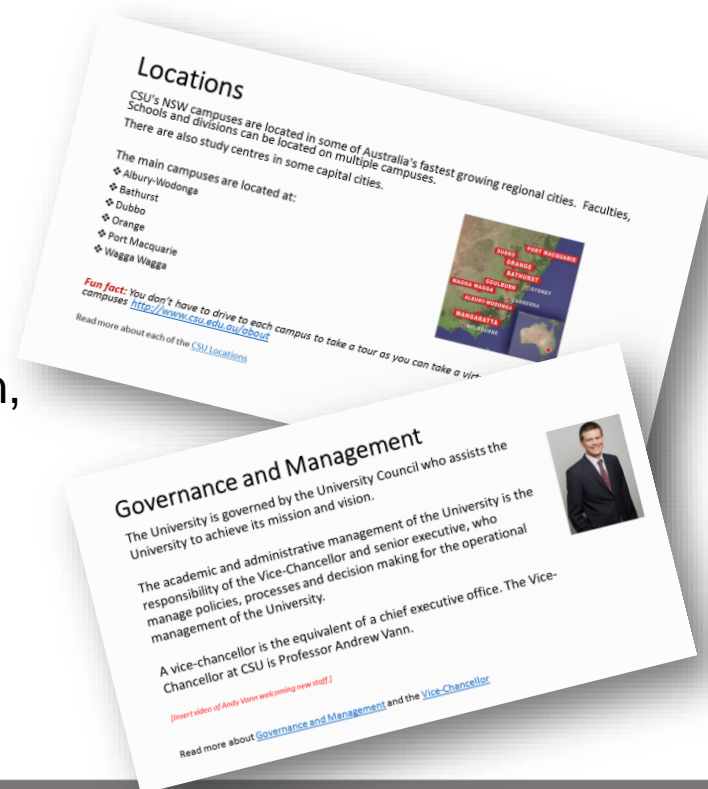 Locations
CSU's NSW campuses are located in some of Australia's fastest growing regional cities. Faculties,
Schools and divisions can be located on multiple campuses.
There are also study centres in some capital cities.
The main campuses are located at:
❖ Albury-Wodonga
❖ Bathurst
❖ Dubbo
❖ Orange
❖ Port Macquarie
❖ Wagga Wagga
Fun fact: You don't have to drive to each campus to take a tour as you can take a
campuses http://www.csu.edu.au/about
Read more about each of the CSU Locations
DUBBO
PORT MACQUARIE
ORANGE
BATHURST
GOULBURN
SYDNEY
WAGGA WAGGA
CANBERRA
ALBURY-WODONGA
WANGARATTA
MELBOURNE
n,
Governance and Management
The University is governed by the University Council who assists the
University to achieve its mission and vision.
The academic and administrative management of the University is the
responsibility of the Vice-Chancellor and senior executive, who
manage policies, processes and decision making for the operational
management of the University.
A vice-chancellor is the equivalent of a chief executive office. The Vice-
Chancellor at CSU is Professor Andrew Vann.
[Insert video of Andy Vann welcoming new staff.]
Read more about Governance and Management and the Vice-Chancellor